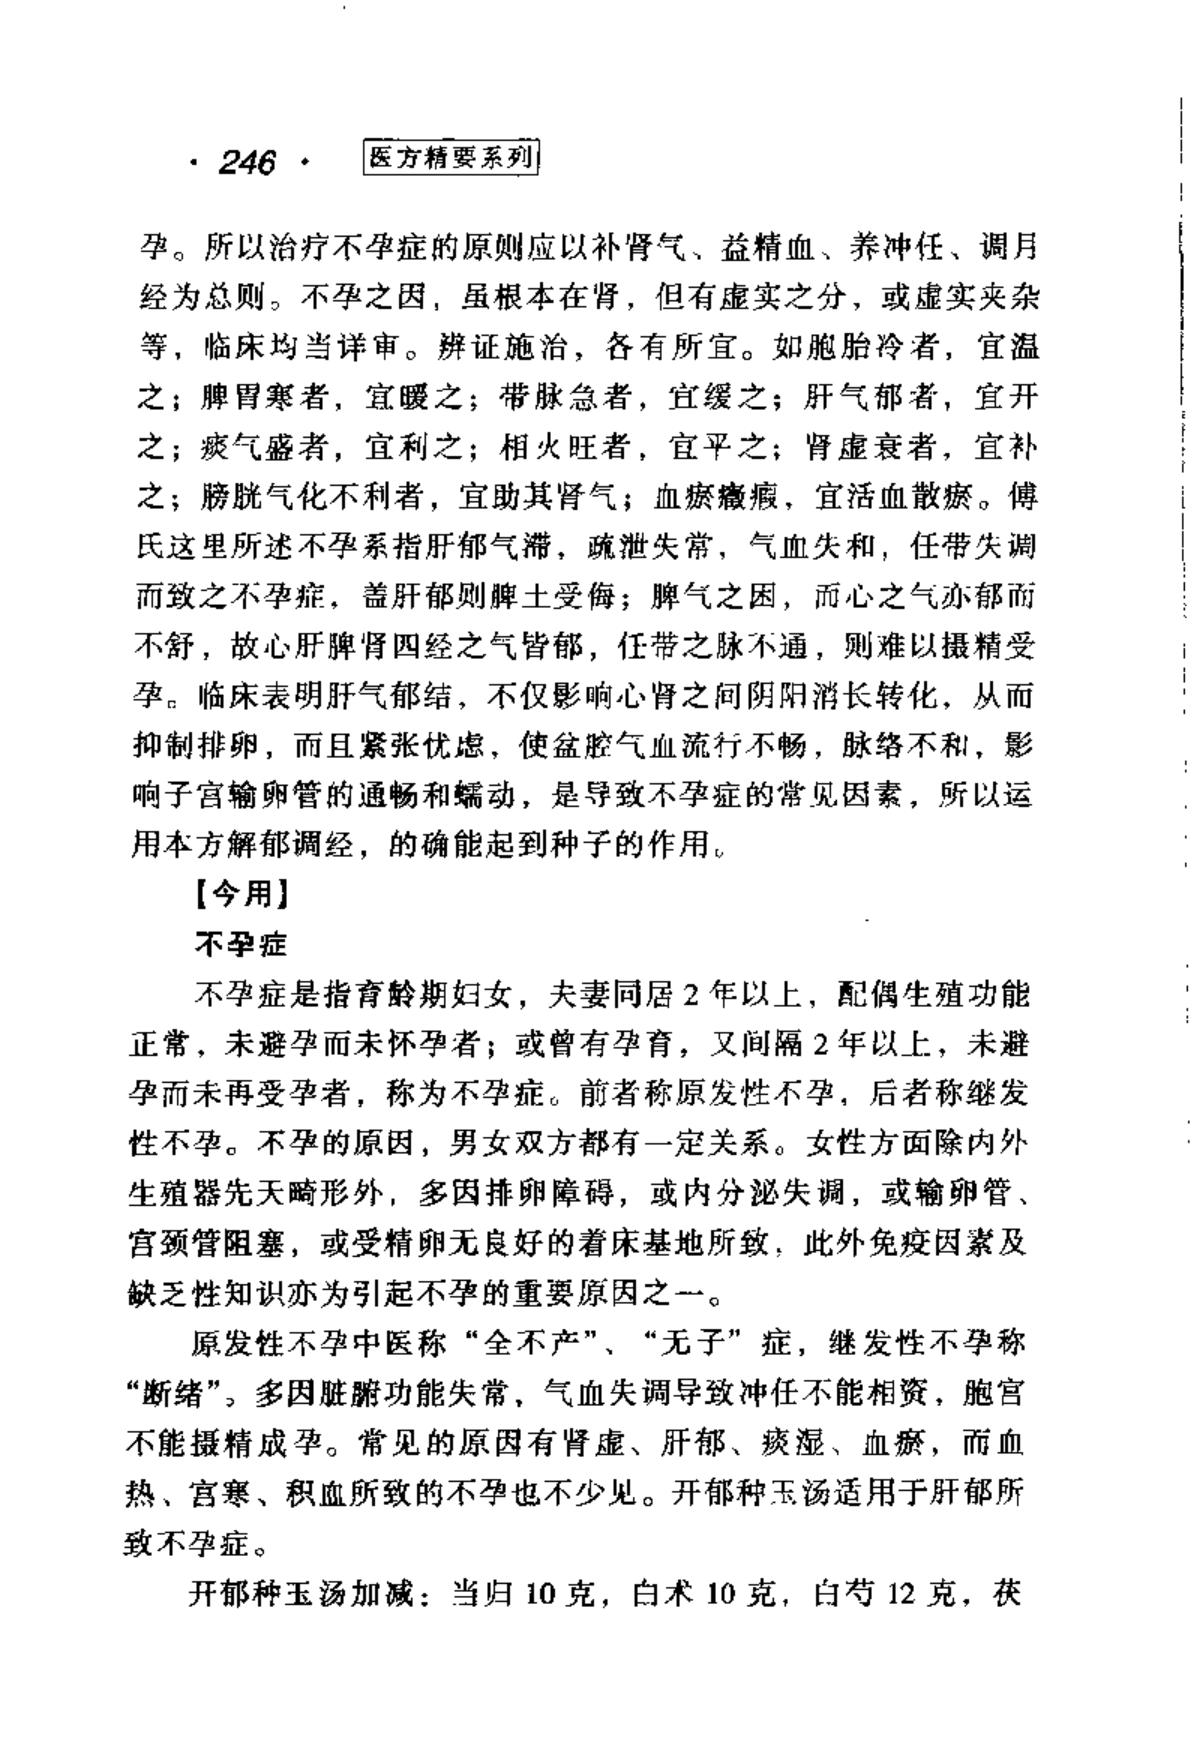 · 246 · 医方精要系列
孕。所以治疗不孕症的原则应以补肾气、益精血、养冲任、调月
经为总则。不孕之因，虽根本在肾，但有虚实之分，或虚实夹杂
等，临床均当详审。辨证施治，各有所宜。如胞胎冷者，宜温
之；脾胃寒者，宜暖之；带脉急者，宜缓之；肝气郁者，宜开
之；痰气盛者，宜利之；相火旺者，宜平之；肾虚衰者，宜补
之；膀胱气化不利者，宜助其肾气；血瘀癥瘕，宜活血散瘀。傅
氏这里所述不孕系指肝郁气滞，疏泄失常，气血失和，任带失调
而致之不孕症，盖肝郁则脾土受侮；脾气之因，而心之气亦郁而
不舒，故心肝脾肾四经之气皆郁，任带之脉不通，则难以摄精受
孕。临床表明肝气郁结，不仅影响心肾之间阴阳消长转化，从而
抑制排卵，而且紧张忧虑，使盆腔气血流行不畅，脉络不和，影
响子宫输卵管的通畅和蠕动，是导致不孕症的常见因素，所以运
用本方解郁调经，的确能起到种子的作用。
【今用】
不孕症
不孕症是指育龄期妇女，夫妻同居 2 年以上，配偶生殖功能
正常，未避孕而未怀孕者；或曾有孕育，又间隔 2 年以上，未避
孕而未再受孕者，称为不孕症。前者称原发性不孕，后者称继发
性不孕。不孕的原因，男女双方都有一定关系。女性方面除内外
生殖器先天畸形外，多因排卵障碍，或内分泌失调，或输卵管、
宫颈管阻塞，或受精卵无良好的着床基地所致，此外免疫因素及
缺乏性知识亦为引起不孕的重要原因之一。
原发性不孕中医称“全不产”、“无子”症，继发性不孕称
“断绪”。多因脏腑功能失常，气血失调导致冲任不能相资，胞宫
不能摄精成孕。常见的原因有肾虚、肝郁、痰湿、血瘀，而血
热、宫寒、积血所致的不孕也不少见。开郁种玉汤适用于肝郁所
致不孕症。
开郁种玉汤加减：当归 10 克，白术 10 克，白芍 12 克，茯